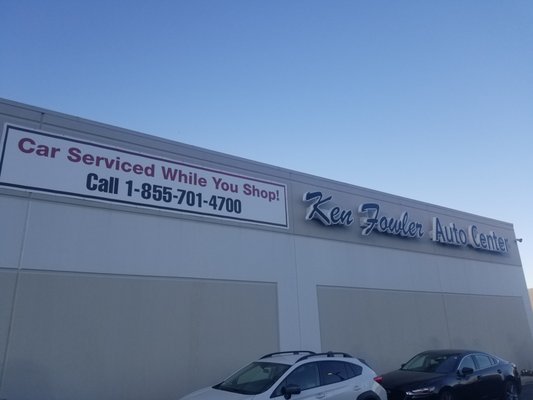 Car Serviced While You Shop!
Call 1-855-701-4700
Ken Fowler Auto Center